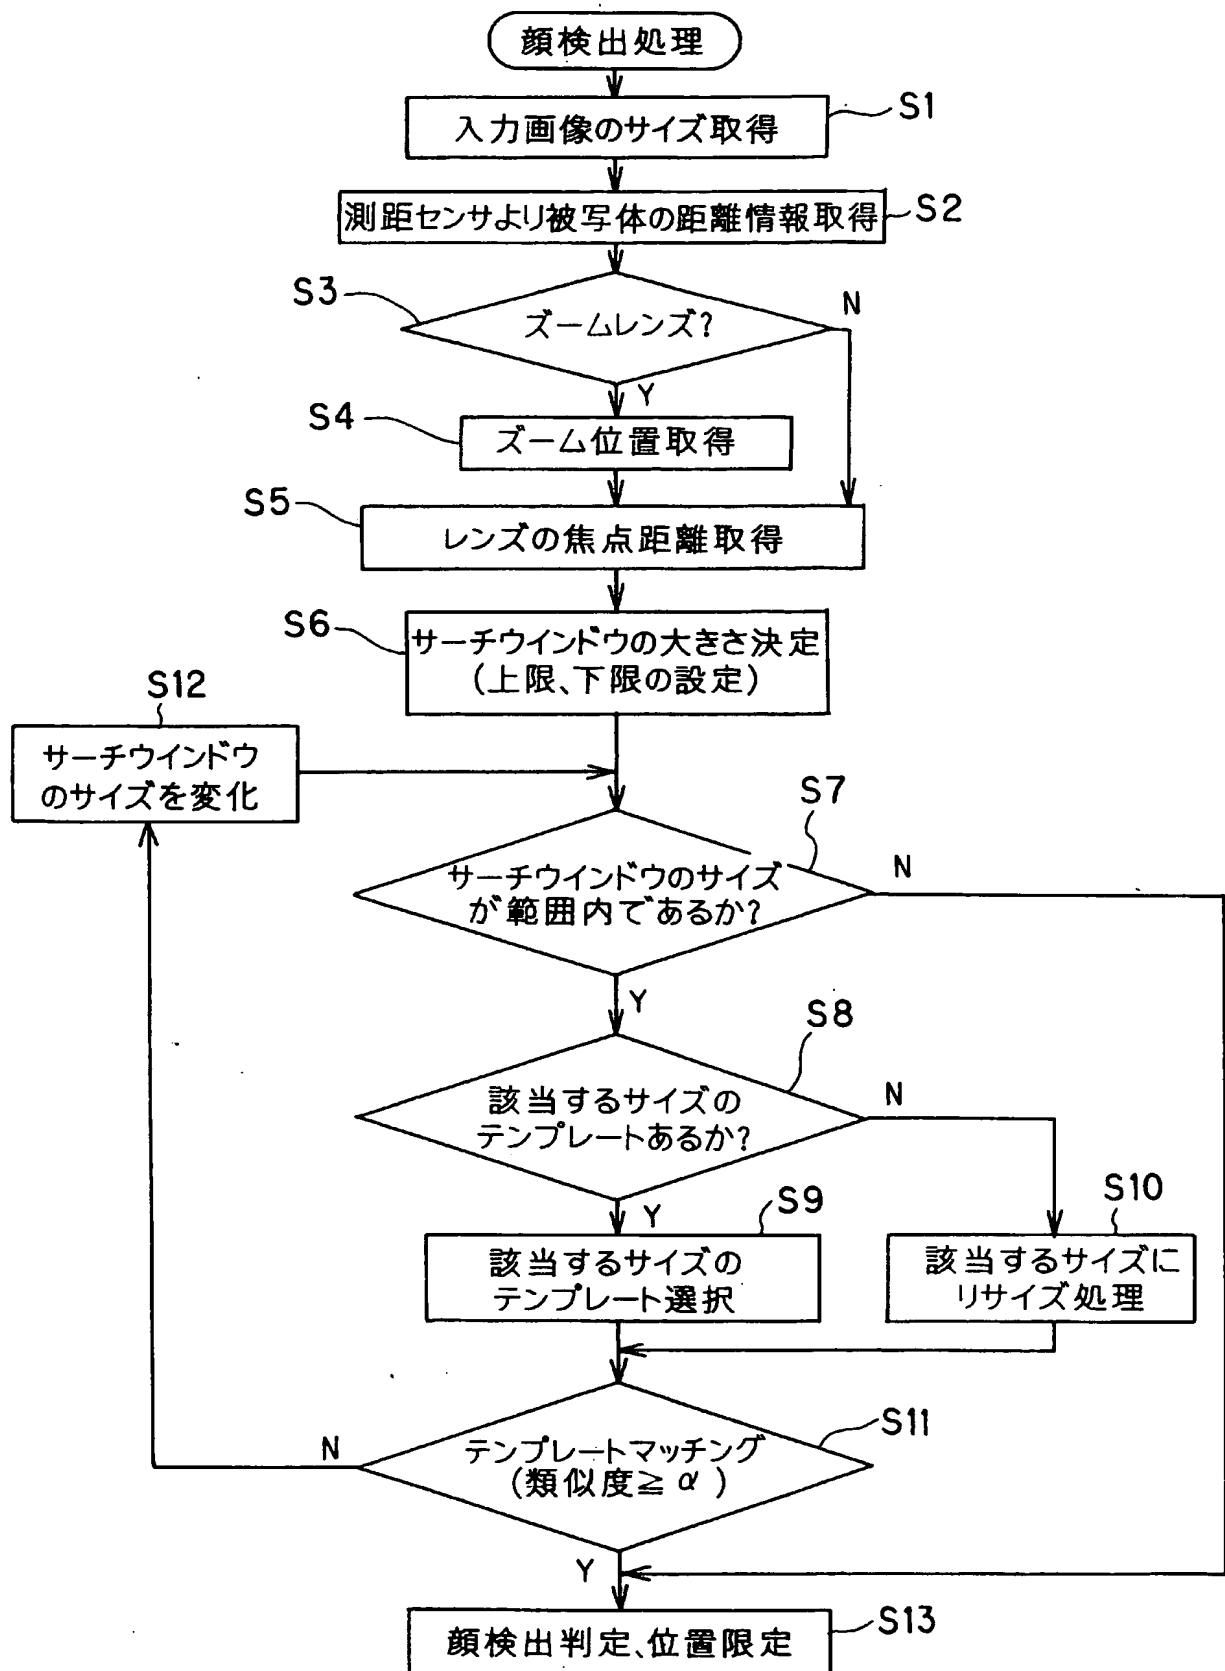 顔検出処理
入力画像のサイズ取得
S1
測距センサより被写体の距離情報取得
S2
S3
ズームレンズ?
N
Y
S4
ズーム位置取得
S5
レンズの焦点距離取得
S6
サーチウインドウの大きさ決定
(上限、下限の設定)
S12
サーチウインドウ
のサイズを変化
S7
サーチウインドウのサイズ
が範囲内であるか?
N
Y
S8
該当するサイズの
テンプレートあるか?
N
Y
S9
該当するサイズの
テンプレート選択
S10
該当するサイズに
リサイズ処理
S11
テンプレートマッチング
(類似度≧α)
N
Y
S13
顔検出判定、位置限定